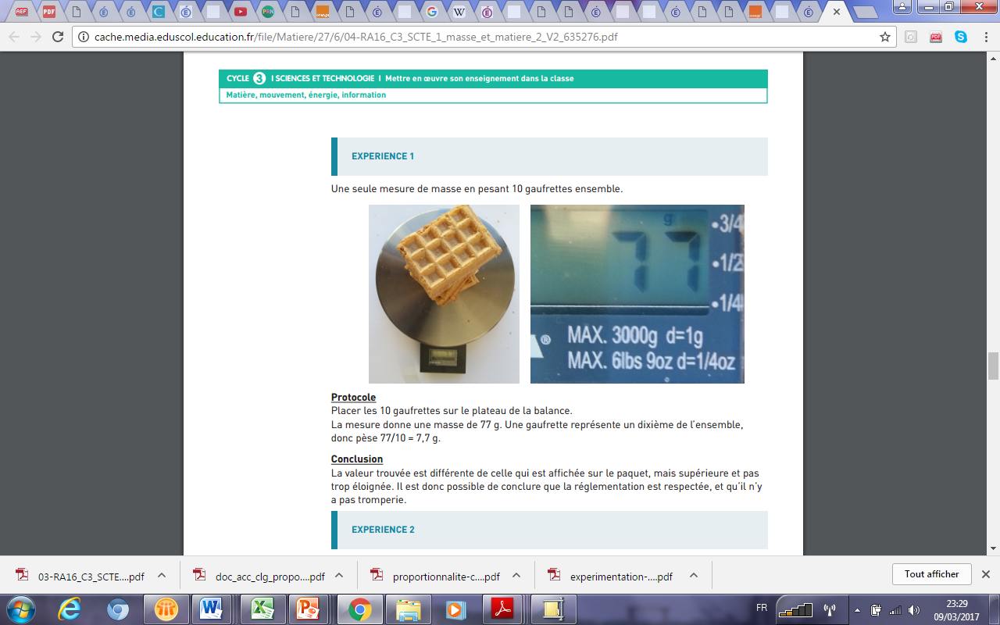 AEF PDF É É C É PRN orange É G W É É É orange É
cache.media.eduscol.education.fr/file/Matiere/27/6/04-RA16_C3_SCTE_1_masse_et_matiere_2_V2_635276.pdf
PDF
CYCLE 3 I SCIENCES ET TECHNOLOGIE I Mettre en œuvre son enseignement dans la classe
Matière, mouvement, énergie, information
EXPERIENCE 1
Une seule mesure de masse en pesant 10 gaufrettes ensemble.
g
77
•3/4
•1/2
•1/4
®
MAX. 3000g d=1g
MAX. 6lbs 9oz d=1/4oz
Protocole
Placer les 10 gaufrettes sur le plateau de la balance.
La mesure donne une masse de 77 g. Une gaufrette représente un dixième de l'ensemble,
donc pèse 77/10 = 7,7 g.
Conclusion
La valeur trouvée est différente de celle qui est affichée sur le paquet, mais supérieure et pas
trop éloignée. Il est donc possible de conclure que la réglementation est respectée, et qu'il n'y
a pas tromperie.
EXPERIENCE 2
03-RA16_C3_SCTE....pdf
doc_acc_clg_propo....pdf
proportionnalite-c....pdf
experimentation-....pdf
Tout afficher
FR
23:29
09/03/2017